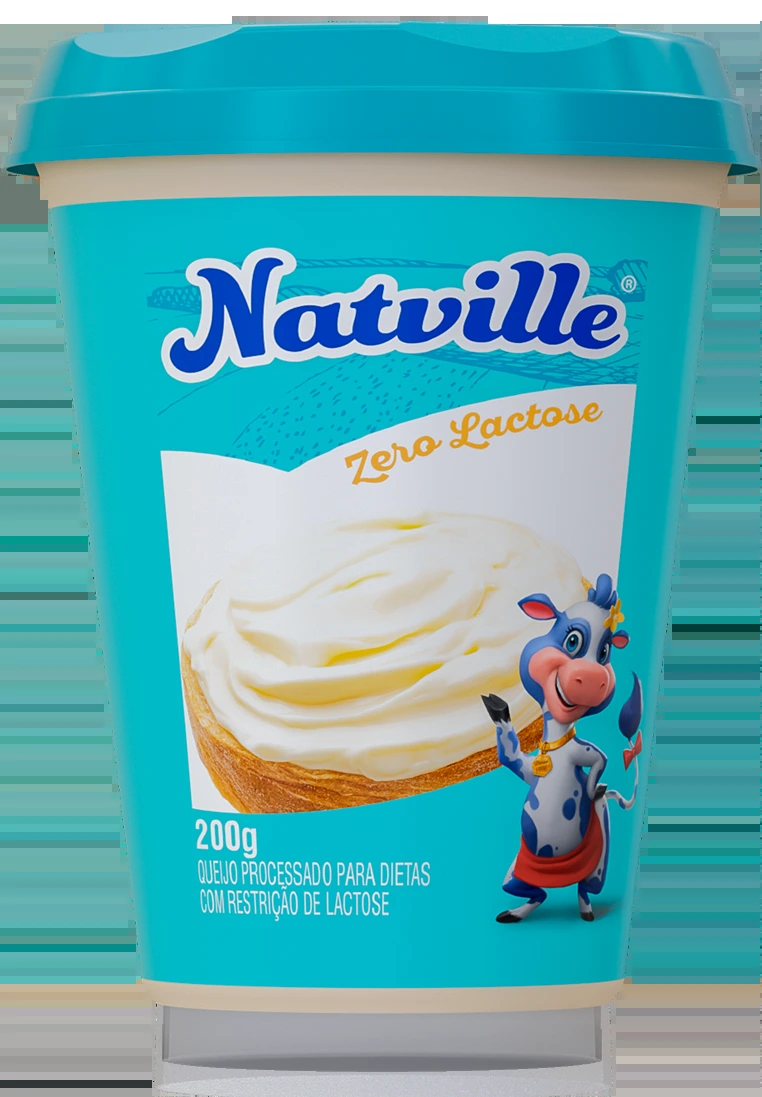 Natville®
Zero Lactose
200g
QUEIJO PROCESSADO PARA DIETAS
COM RESTRIÇÃO DE LACTOSE